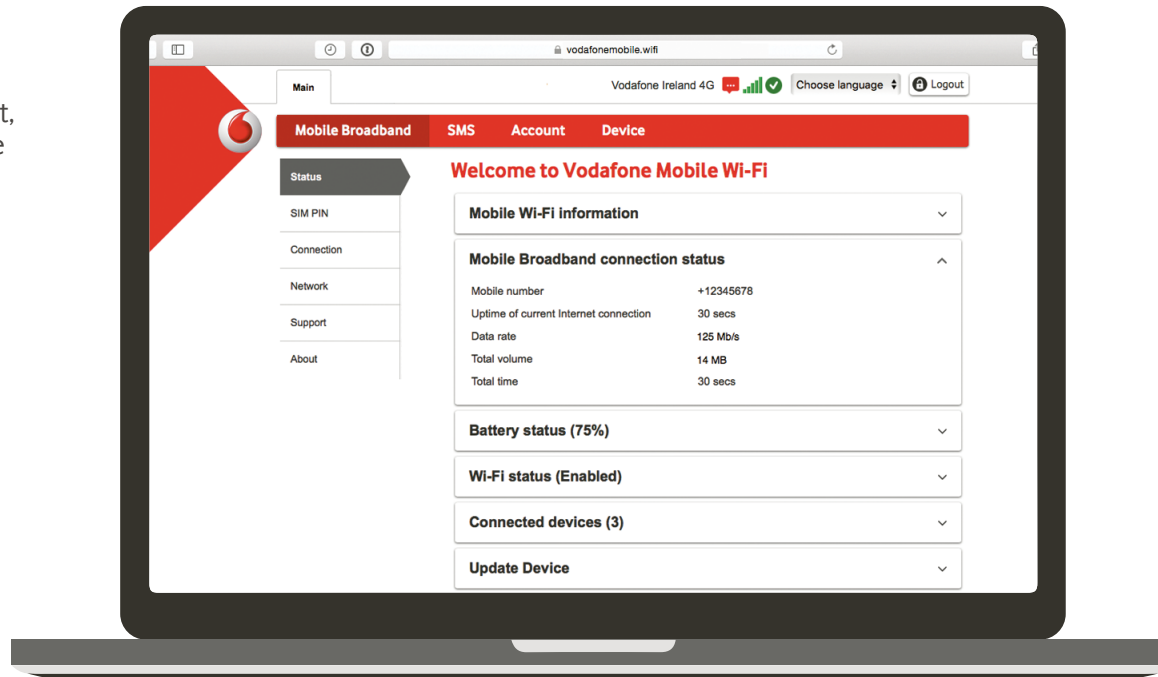 t,
e
vodafonemobile.wifi
Main
Vodafone Ireland 4G
Choose language
Logout
Mobile Broadband SMS Account Device
Status
SIM PIN
Connection
Network
Support
About
Welcome to Vodafone Mobile Wi-Fi
Mobile Wi-Fi information
Mobile Broadband connection status
Mobile number +12345678
Uptime of current Internet connection 30 secs
Data rate 125 Mb/s
Total volume 14 MB
Total time 30 secs
Battery status (75%)
Wi-Fi status (Enabled)
Connected devices (3)
Update Device